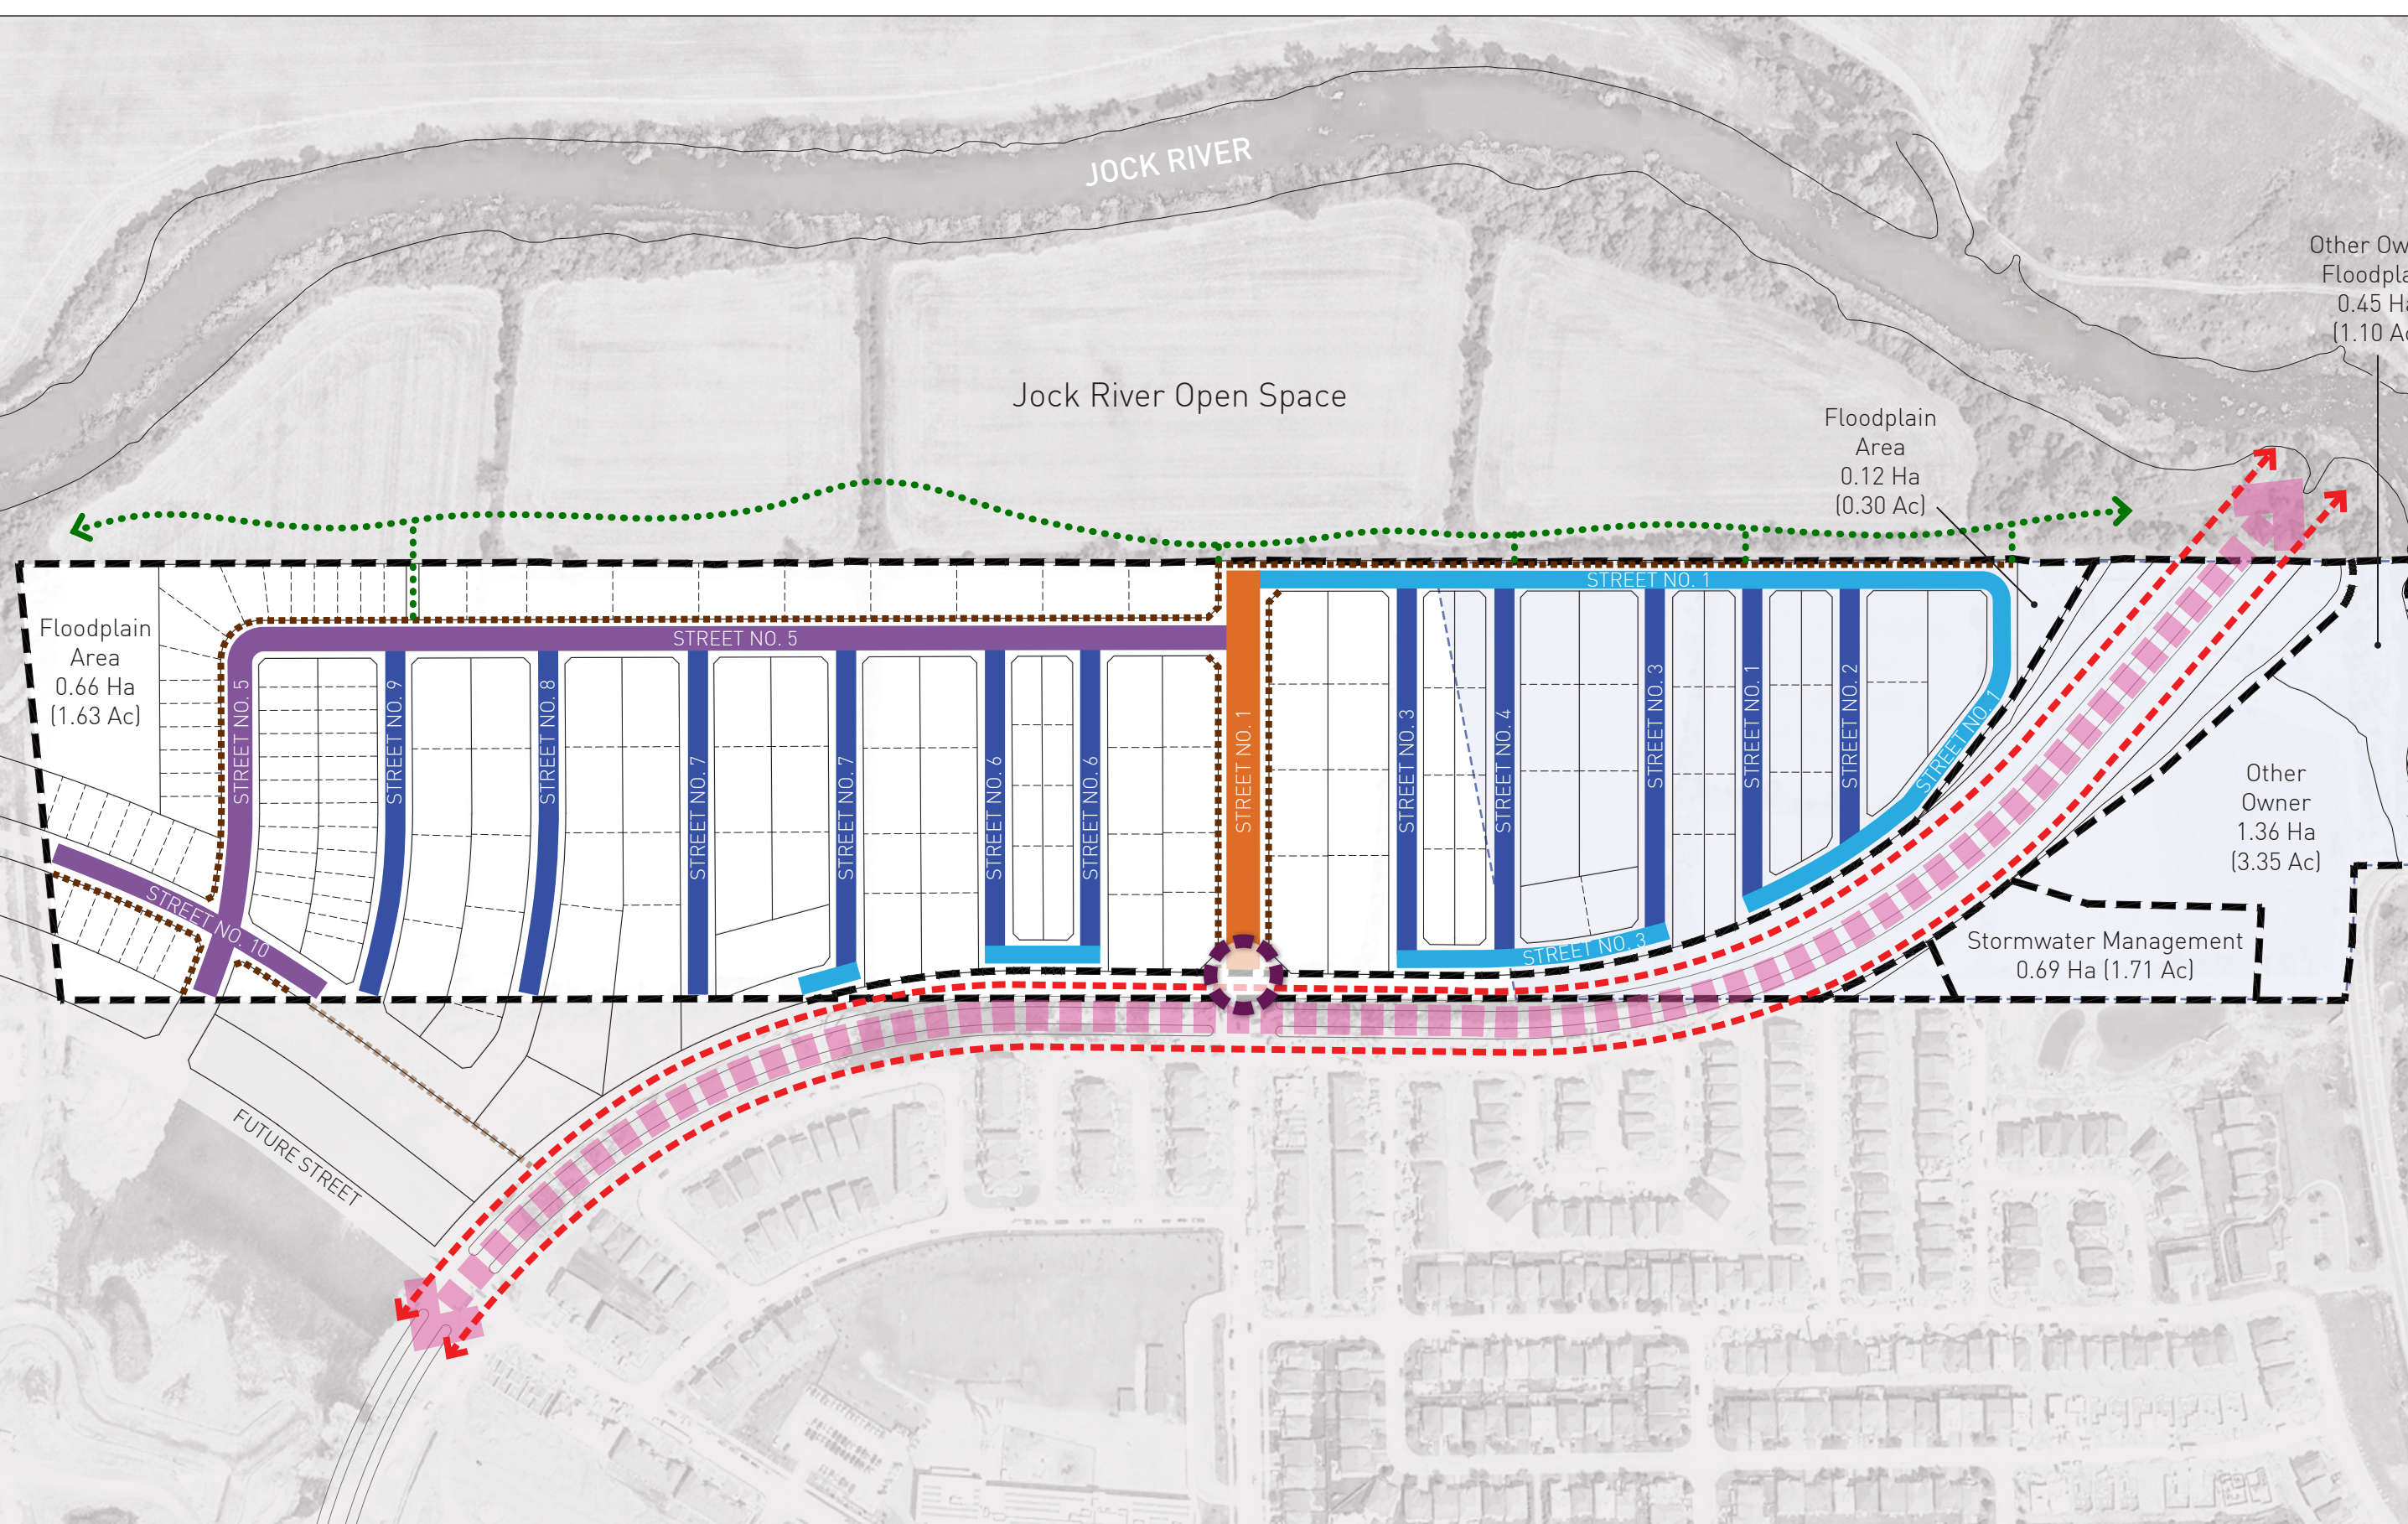 JOCK RIVER
Other Ow
Floodpla
0.45 Ha
(1.10 Ac
Jock River Open Space
Floodplain
Area
0.12 Ha
(0.30 Ac)
STREET NO. 1
Floodplain
Area
0.66 Ha
(1.63 Ac)
STREET NO. 5
STREET NO. 5
STREET NO. 9
STREET NO. 8
STREET NO. 7
STREET NO. 7
STREET NO. 6
STREET NO. 6
STREET NO. 1
STREET NO. 3
STREET NO. 4
STREET NO. 3
STREET NO. 1
STREET NO. 2
STREET NO. 1
Other
Owner
1.36 Ha
(3.35 Ac)
STREET NO. 10
STREET NO. 3
Stormwater Management
0.69 Ha (1.71 Ac)
FUTURE STREET